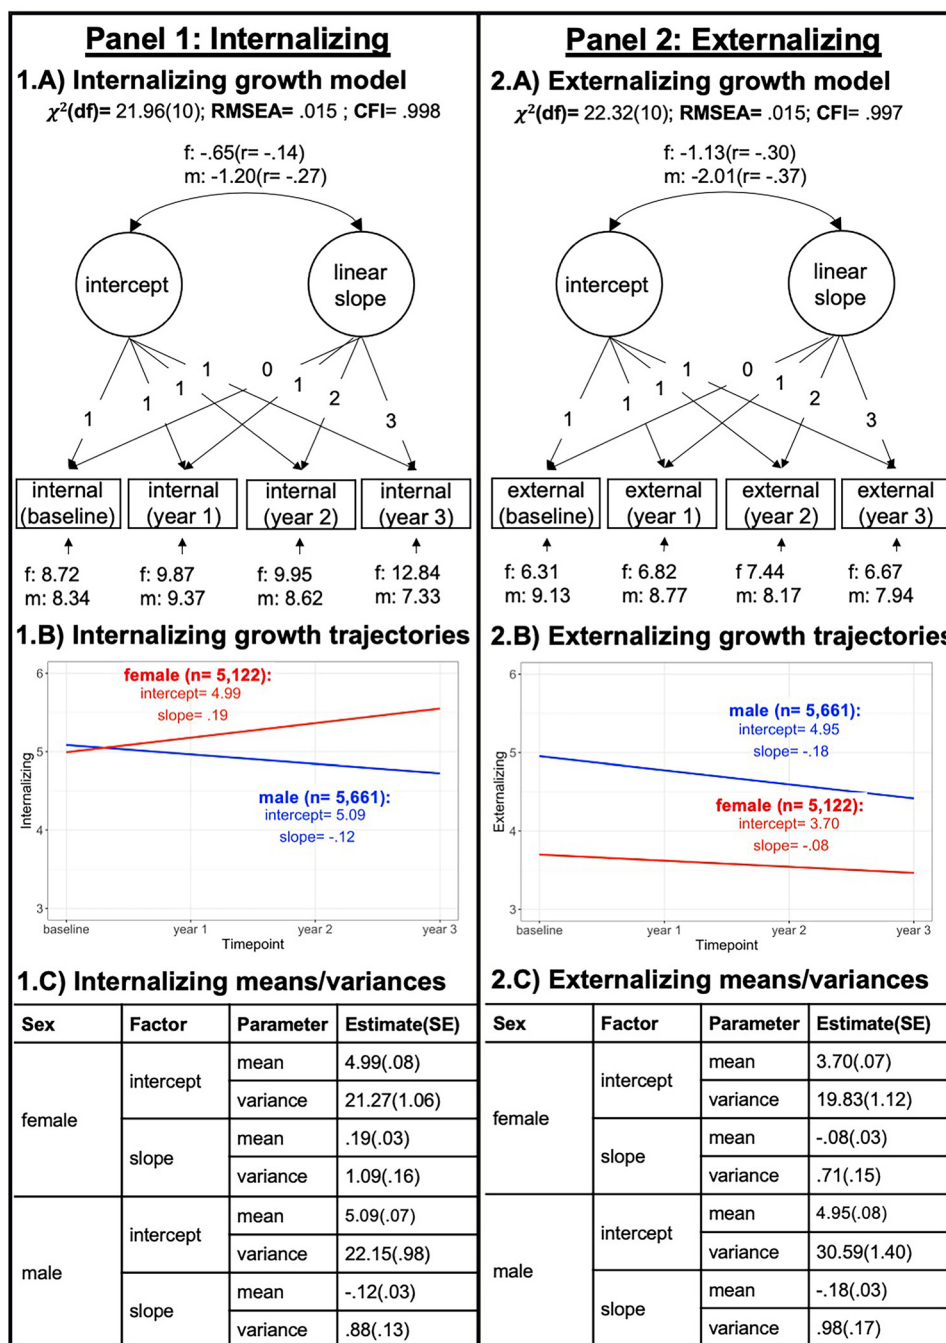 Panel 1: Internalizing
1.A) Internalizing growth model
χ²(df)= 21.96(10); RMSEA= .015 ; CFI= .998
f: -.65(r= -.14)
m: -1.20(r= -.27)
intercept
linear
slope
1
1
1
1
0
1
2
3
internal
(baseline)
internal
(year 1)
internal
(year 2)
internal
(year 3)
f: 8.72
m: 8.34
f: 9.87
m: 9.37
f: 9.95
m: 8.62
f: 12.84
m: 7.33
1.B) Internalizing growth trajectories
female (n= 5,122):
intercept= 4.99
slope= .19
male (n= 5,661):
intercept= 5.09
slope= -.12
Internalizing
6
5
4
3
baseline
year 1
year 2
year 3
Timepoint
1.C) Internalizing means/variances
Sex Factor Parameter Estimate(SE)
female intercept mean 4.99(.08)
variance 21.27(1.06)
slope mean .19(.03)
variance 1.09(.16)
male intercept mean 5.09(.07)
variance 22.15(.98)
slope mean -.12(.03)
variance .88(.13)
Panel 2: Externalizing
2.A) Externalizing growth model
χ²(df)= 22.32(10); RMSEA= .015; CFI= .997
f: -1.13(r= -.30)
m: -2.01(r= -.37)
intercept
linear
slope
1
1
1
1
0
1
2
3
external
(baseline)
external
(year 1)
external
(year 2)
external
(year 3)
f: 6.31
m: 9.13
f: 6.82
m: 8.77
f 7.44
m: 8.17
f: 6.67
m: 7.94
2.B) Externalizing growth trajectories
male (n= 5,661):
intercept= 4.95
slope= -.18
female (n= 5,122):
intercept= 3.70
slope= -.08
Externalizing
6
5
4
3
baseline
year 1
year 2
year 3
Timepoint
2.C) Externalizing means/variances
Sex Factor Parameter Estimate(SE)
female intercept mean 3.70(.07)
variance 19.83(1.12)
slope mean -.08(.03)
variance .71(.15)
male intercept mean 4.95(.08)
variance 30.59(1.40)
slope mean -.18(.03)
variance .98(.17)